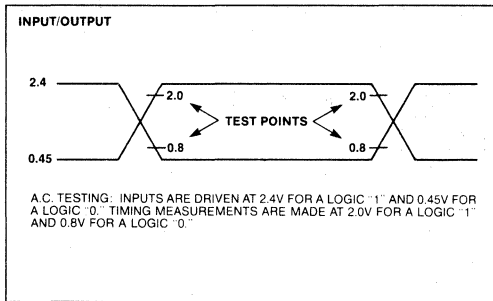 INPUT/OUTPUT
2.4
2.0
2.0
TEST POINTS
0.8
0.8
0.45
A.C. TESTING: INPUTS ARE DRIVEN AT 2.4V FOR A LOGIC "1" AND 0.45V FOR
A LOGIC "0." TIMING MEASUREMENTS ARE MADE AT 2.0V FOR A LOGIC "1"
AND 0.8V FOR A LOGIC "0."